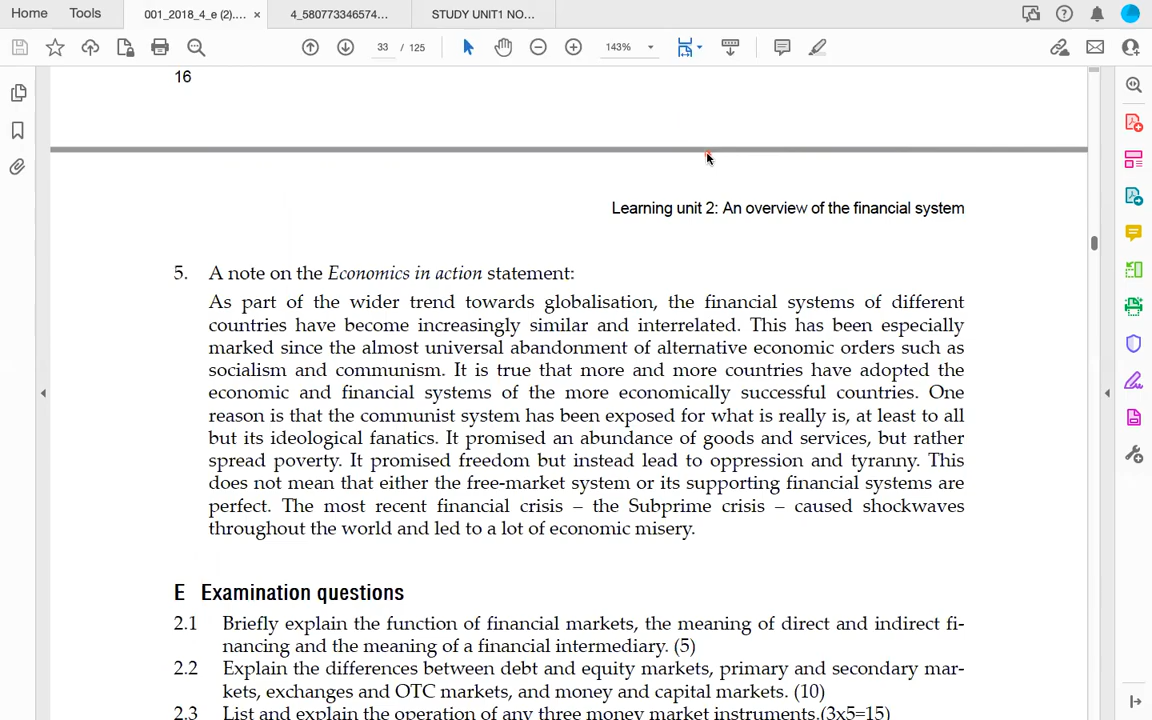 Home Tools 001_2018_4_e (2).... × 4_580773346574... STUDY UNIT1 NO...
33 / 125 143%
16
Learning unit 2: An overview of the financial system
5. A note on the Economics in action statement:
As part of the wider trend towards globalisation, the financial systems of different
countries have become increasingly similar and interrelated. This has been especially
marked since the almost universal abandonment of alternative economic orders such as
socialism and communism. It is true that more and more countries have adopted the
economic and financial systems of the more economically successful countries. One
reason is that the communist system has been exposed for what is really is, at least to all
but its ideological fanatics. It promised an abundance of goods and services, but rather
spread poverty. It promised freedom but instead lead to oppression and tyranny. This
does not mean that either the free-market system or its supporting financial systems are
perfect. The most recent financial crisis – the Subprime crisis – caused shockwaves
throughout the world and led to a lot of economic misery.
E Examination questions
2.1 Briefly explain the function of financial markets, the meaning of direct and indirect fi-
nancing and the meaning of a financial intermediary. (5)
2.2 Explain the differences between debt and equity markets, primary and secondary mar-
kets, exchanges and OTC markets, and money and capital markets. (10)
2.3 List and explain the operation of any three money market instruments.(3x5=15)